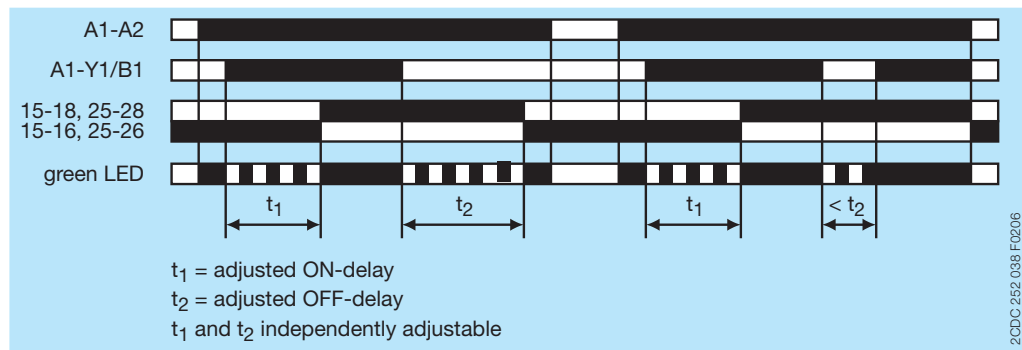 A1-A2
A1-Y1/B1
15-18, 25-28
15-16, 25-26
green LED
t1 t2 t1 < t2
t1 = adjusted ON-delay
t2 = adjusted OFF-delay
t1 and t2 independently adjustable
2CDC 252 038 F0206